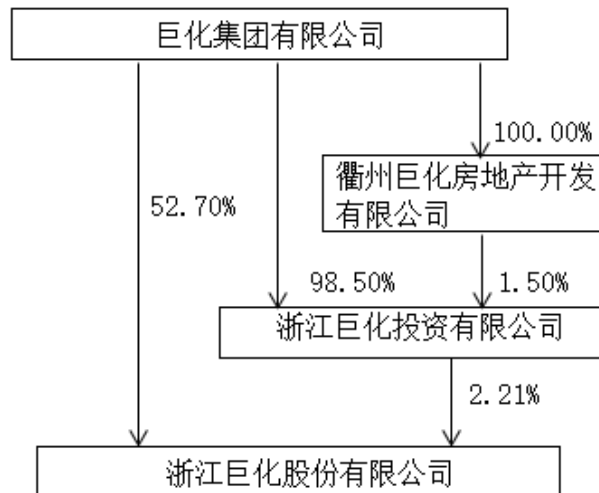 巨化集团有限公司
100.00%
衢州巨化房地产开发
有限公司
52.70%
98.50%
1.50%
浙江巨化投资有限公司
2.21%
浙江巨化股份有限公司